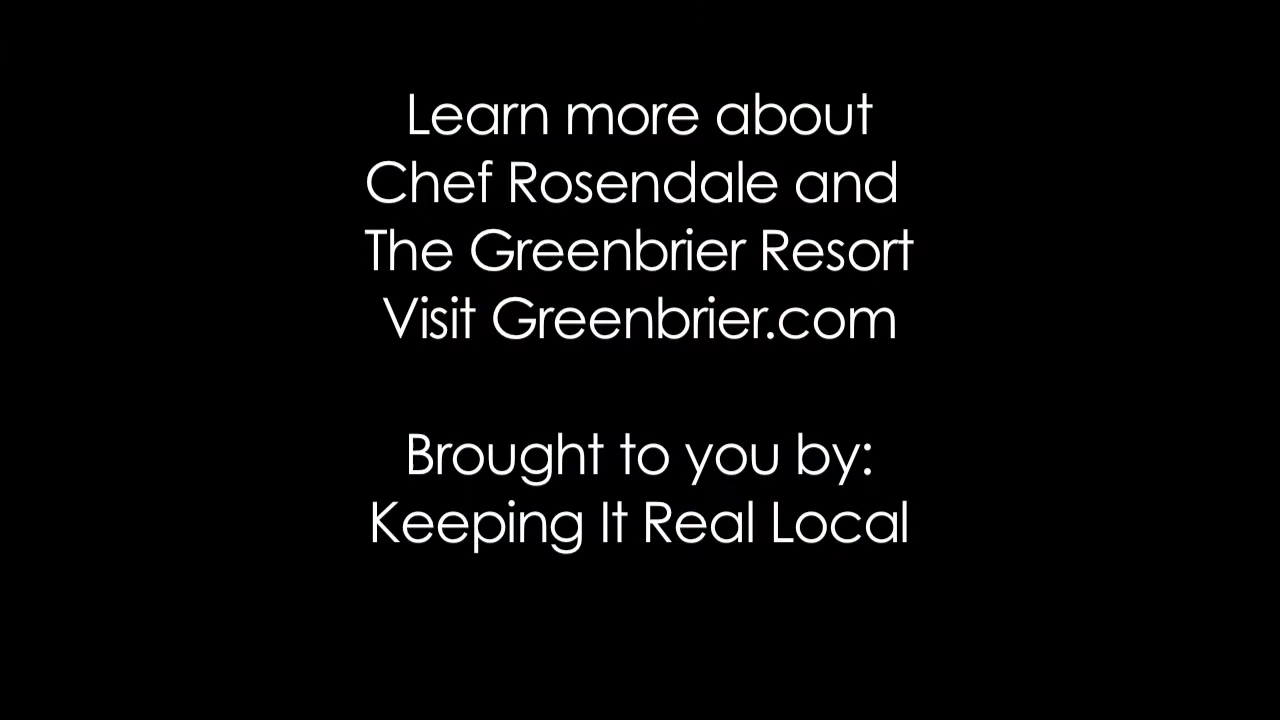 Learn more about
Chef Rosendale and
The Greenbrier Resort
Visit Greenbrier.com
Brought to you by:
Keeping It Real Local